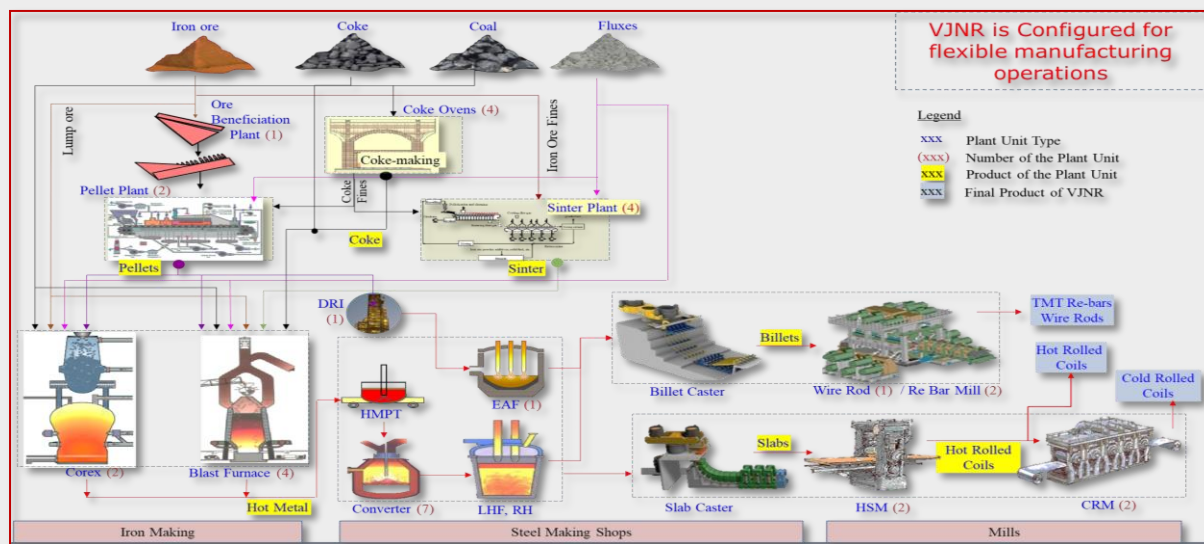 Iron ore
Coke
Coal
Fluxes
VJNR is Configured for
flexible manufacturing
operations
Lump ore
Ore
Beneficiation
Plant (1)
Coke Ovens (4)
Coke-making
Iron Ore Fines
Legend
xxx Plant Unit Type
(xxx) Number of the Plant Unit
xxx Product of the Plant Unit
xxx Final Product of VJNR
Pellet Plant (2)
Coke
Fines
Sinter Plant (4)
Coke
Pellets
Sinter
DRI
(1)
TMT Re-bars
Wire Rods
Billets
Hot Rolled
Coils
Cold Rolled
Coils
Billet Caster
Wire Rod (1) / Re Bar Mill (2)
HMPT
EAF (1)
Slabs
Hot Rolled
Coils
Corex (2)
Blast Furnace (4)
Hot Metal
Converter (7)
LHF, RH
Slab Caster
HSM (2)
CRM (2)
Iron Making
Steel Making Shops
Mills